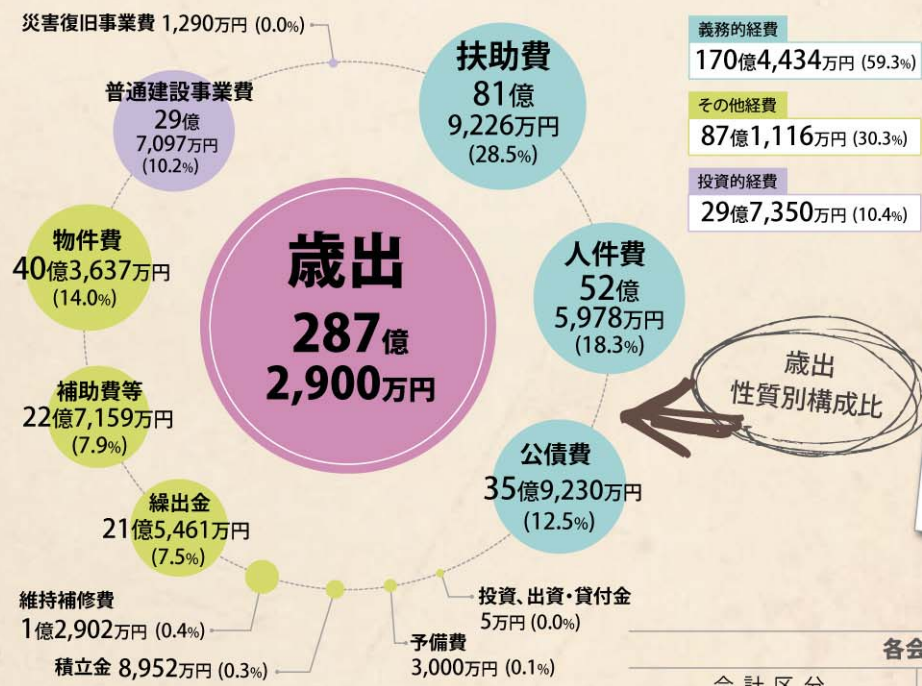 災害復旧事業費 1,290万円 (0.0%)
普通建設事業費
29億
7,097万円
(10.2%)
扶助費
81億
9,226万円
(28.5%)
義務的経費
170億4,434万円 (59.3%)
その他経費
87億1,116万円 (30.3%)
投資的経費
29億7,350万円 (10.4%)
物件費
40億3,637万円
(14.0%)
歳出
287億
2,900万円
人件費
52億
5,978万円
(18.3%)
歳出
性質別構成比
補助費等
22億7,159万円
(7.9%)
公債費
35億9,230万円
(12.5%)
繰出金
21億5,461万円
(7.5%)
維持補修費
1億2,902万円 (0.4%)
積立金 8,952万円 (0.3%)
予備費
3,000万円 (0.1%)
投資、出資・貸付金
5万円 (0.0%)
各会
会計区分